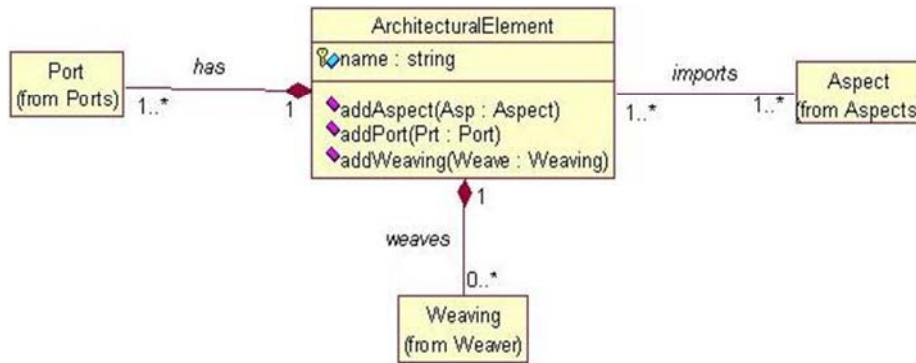 ArchitecturalElement
name : string
addAspect(Asp : Aspect)
addPort(Prt : Port)
addWeaving(Weave : Weaving)
Port
(from Ports)
has
1..*
1
imports
1..*
1..*
Aspect
(from Aspects
1
weaves
0..*
Weaving
(from Weaver)